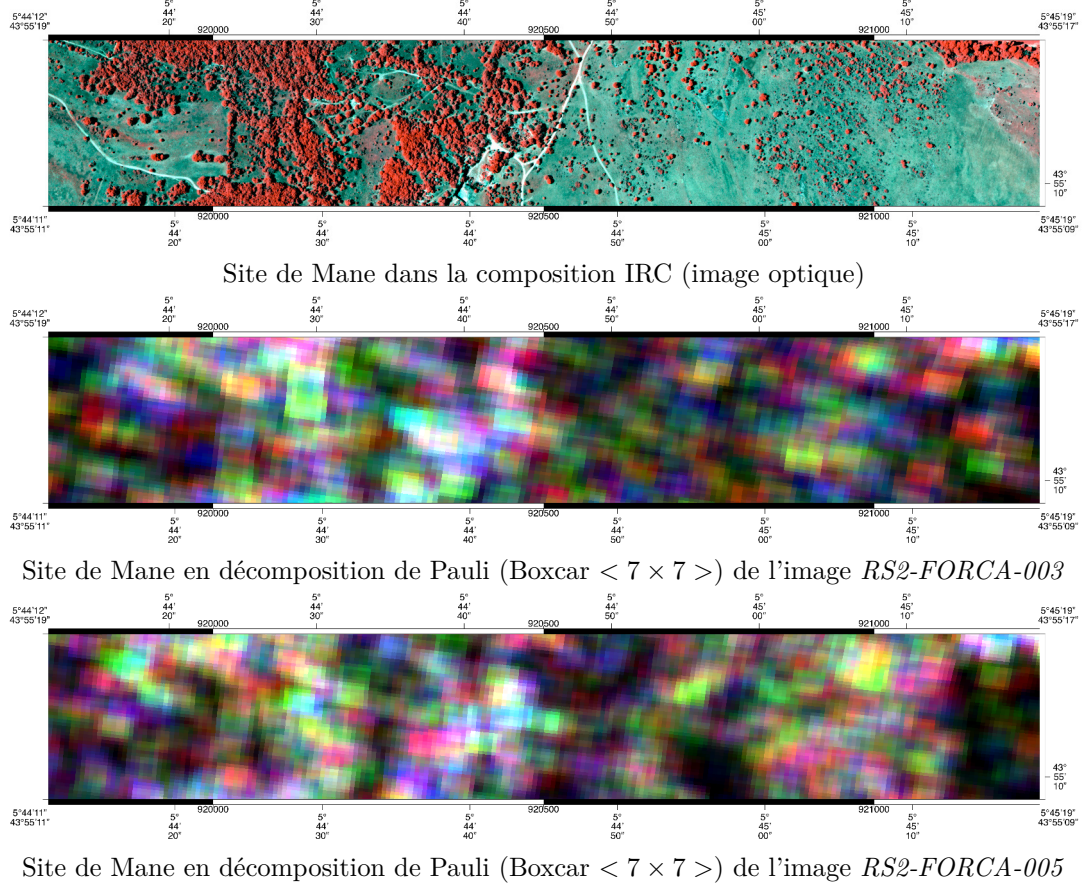 5° 5° 5° 5° 5° 5°
5°44'12" 44' 44' 44' 44' 45' 45' 5°45'19"
43°55'19" 20" 30" 40" 50" 00" 10" 43°55'17"
920000 920500 921000
43°
55'
10"
5°44'11" 920000 920500 921000 5°45'19"
43°55'11" 5° 5° 5° 5° 5° 5° 43°55'09"
44' 44' 44' 44' 45' 45'
20" 30" 40" 50" 00" 10"
Site de Mane dans la composition IRC (image optique)
5° 5° 5° 5° 5° 5°
5°44'12" 44' 44' 44' 44' 45' 45' 5°45'19"
43°55'19" 20" 30" 40" 50" 00" 10" 43°55'17"
920000 920500 921000
43°
55'
10"
5°44'11" 920000 920500 921000 5°45'19"
43°55'11" 5° 5° 5° 5° 5° 5° 43°55'09"
44' 44' 44' 44' 45' 45'
20" 30" 40" 50" 00" 10"
Site de Mane en décomposition de Pauli (Boxcar < 7 × 7 >) de l'image RS2-FORCA-003
5° 5° 5° 5° 5° 5°
5°44'12" 44' 44' 44' 44' 45' 45' 5°45'19"
43°55'19" 20" 30" 40" 50" 00" 10" 43°55'17"
920000 920500 921000
43°
55'
10"
5°44'11" 920000 920500 921000 5°45'19"
43°55'11" 5° 5° 5° 5° 5° 5° 43°55'09"
44' 44' 44' 44' 45' 45'
20" 30" 40" 50" 00" 10"
Site de Mane en décomposition de Pauli (Boxcar < 7 × 7 >) de l'image RS2-FORCA-005